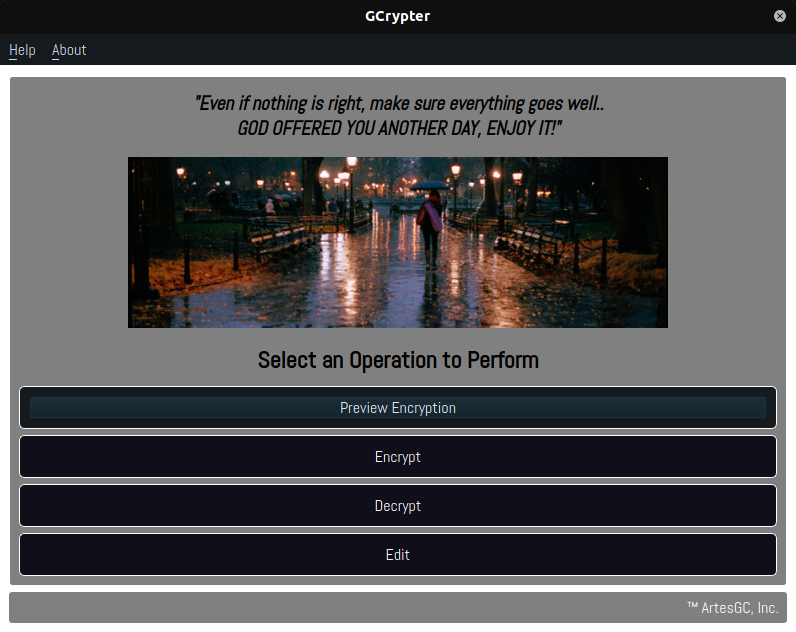 GCrypter
Help About
"Even if nothing is right, make sure everything goes well..
GOD OFFERED YOU ANOTHER DAY, ENJOY IT!"
Select an Operation to Perform
Preview Encryption
Encrypt
Decrypt
Edit
™ ArtesGC, Inc.